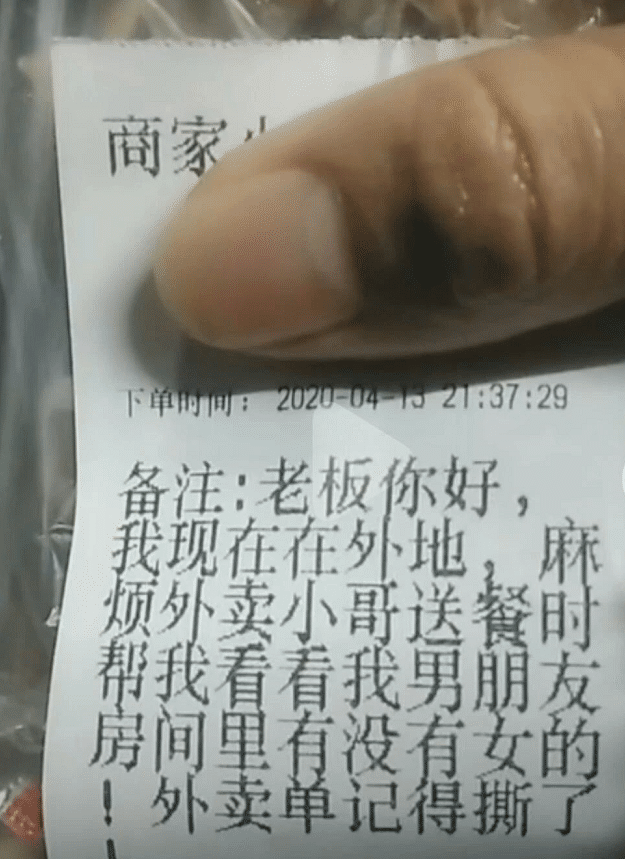 商家小
下单时间: 2020-04-13 21:37:29
备注:老板你好,
我现在在外地,麻
烦外卖小哥送餐时
帮我看看我男朋友
房间里有没有女的
!外卖单记得撕了
!